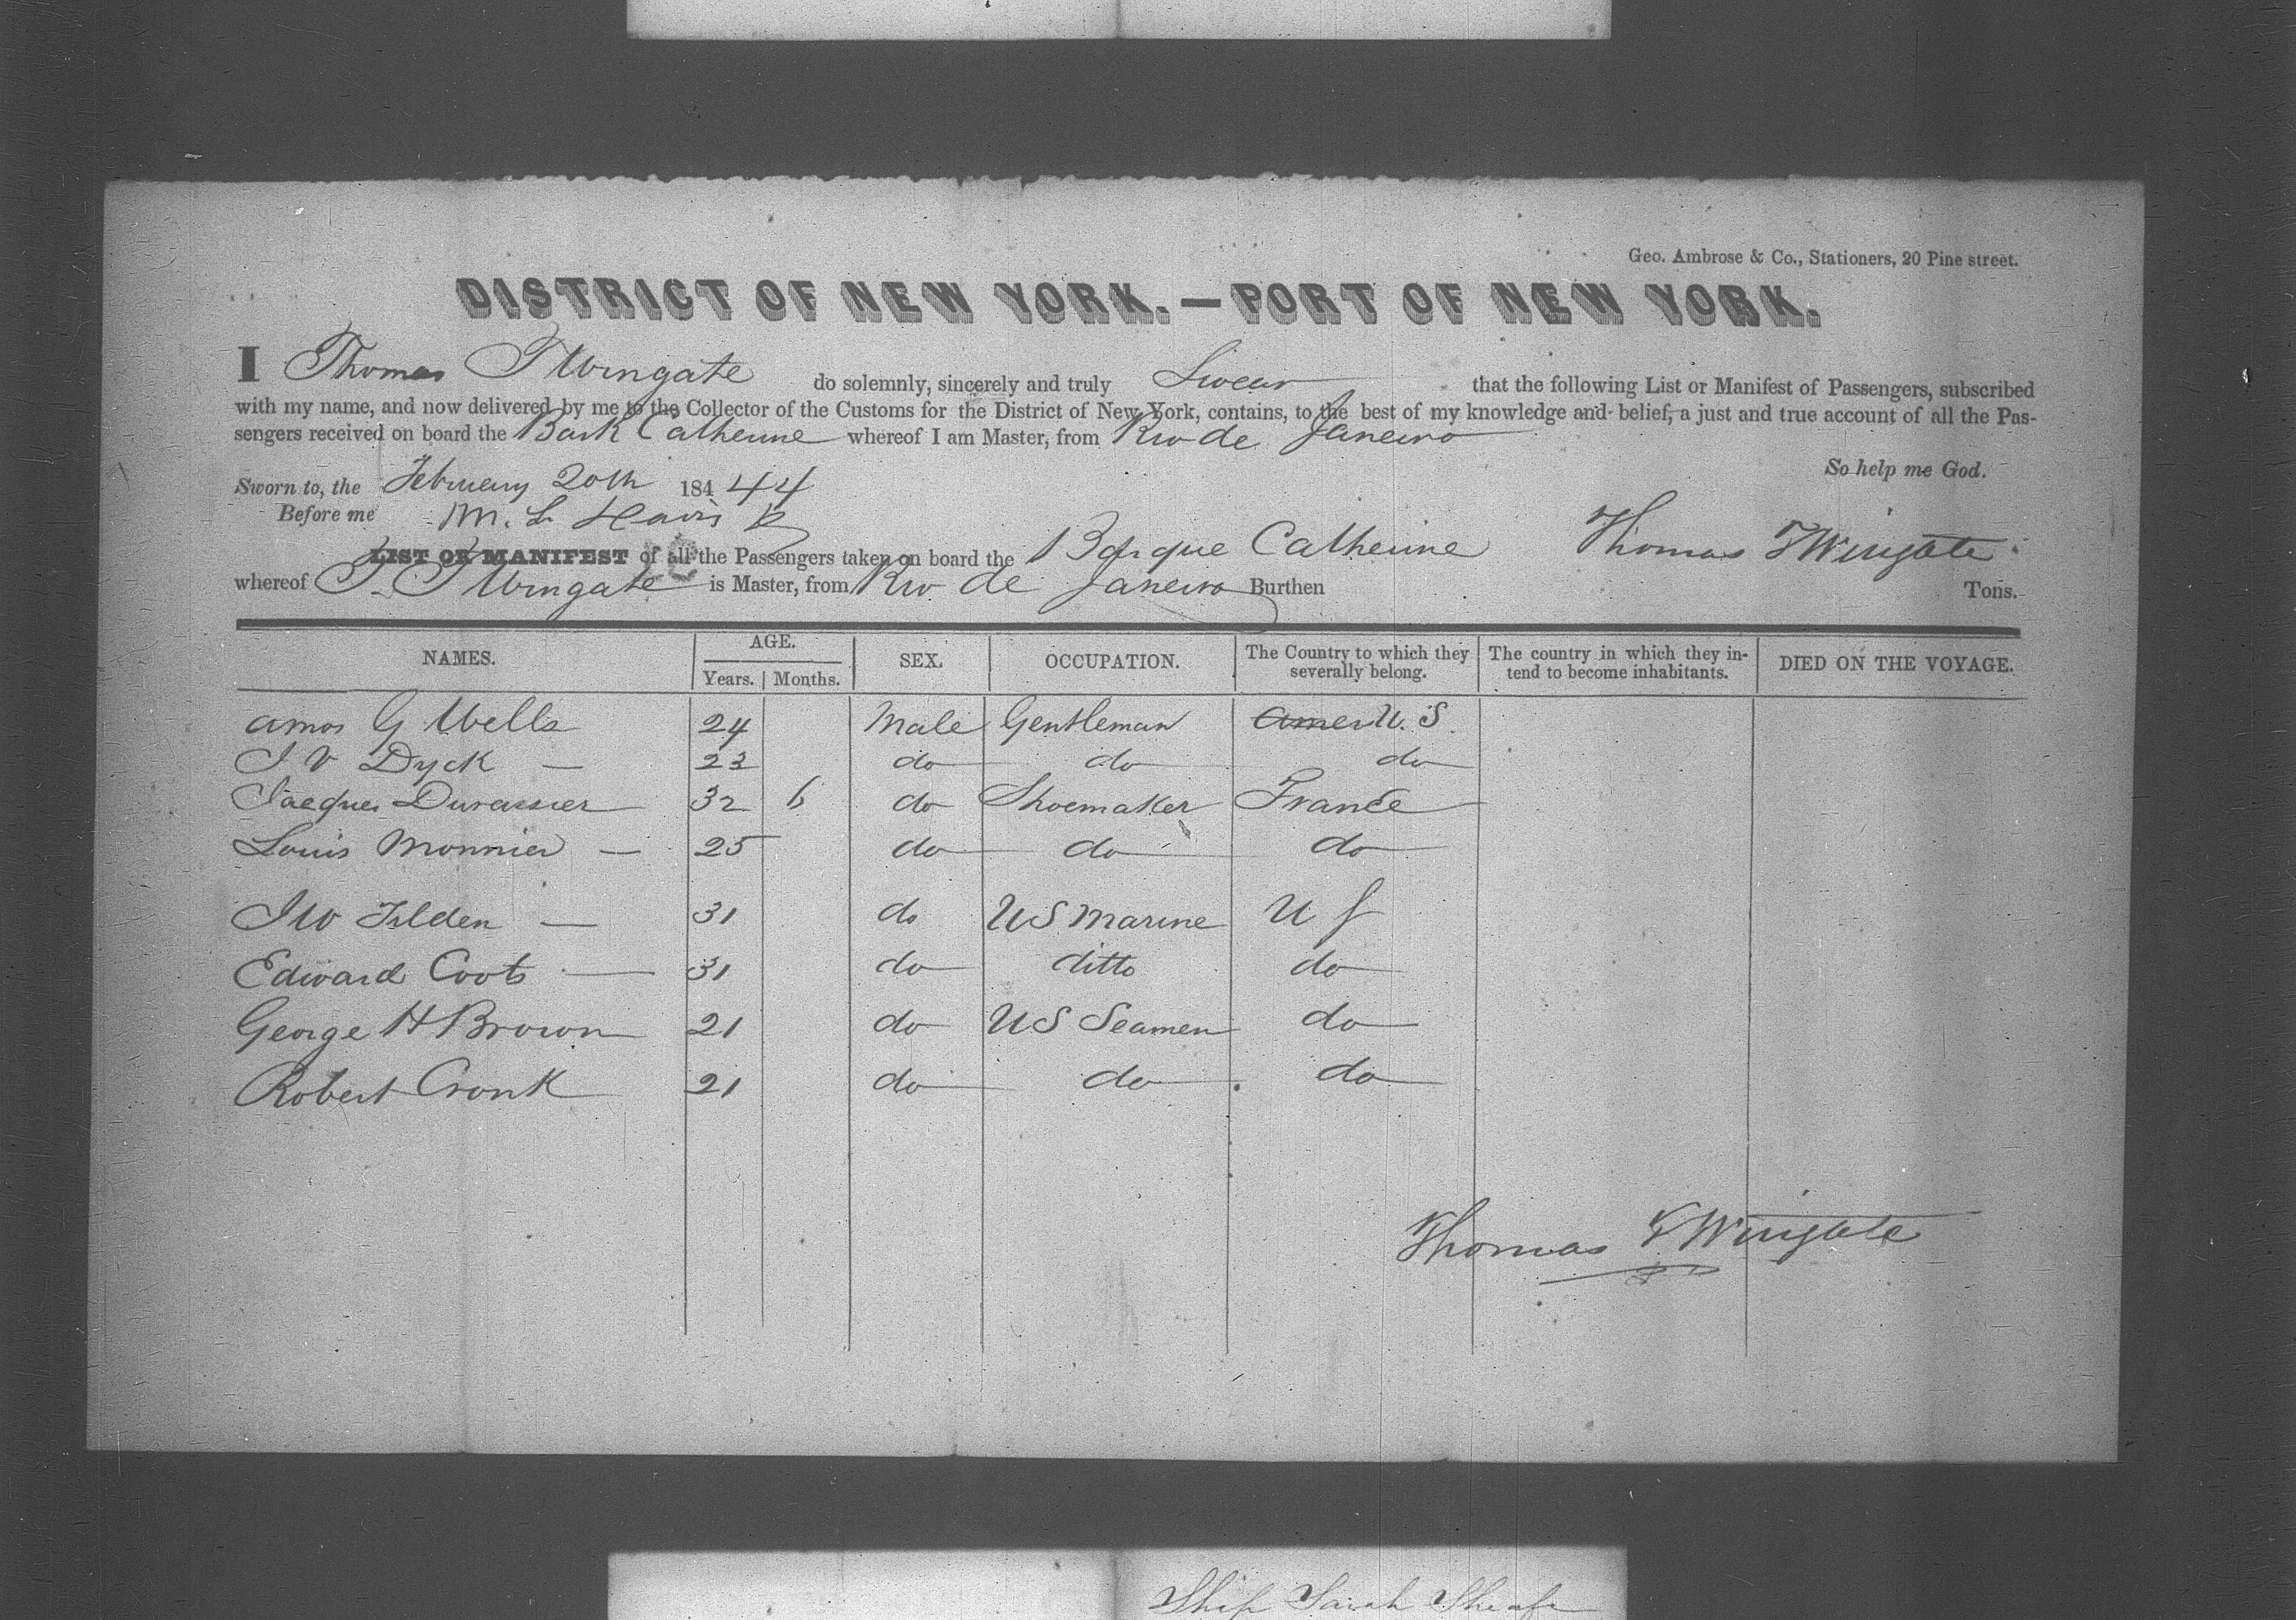 Geo. Ambrose & Co., Stationers, 20 Pine street.
DISTRICT OF NEW YORK.—PORT OF NEW YORK.
I Thomas T Wingate do solemnly, sincerely and truly Swear that the following List or Manifest of Passengers, subscribed
with my name, and now delivered by me to the Collector of the Customs for the District of New York, contains, to the best of my knowledge and belief, a just and true account of all the Pas-
sengers received on board the Bark Catherine whereof I am Master, from Rio de Janeiro
So help me God.
Sworn to, the February 20th 184 44
Before me M. L Davis
Thomas T Wingate
LIST OR MANIFEST of all the Passengers taken on board the Barque Catherine
whereof T. T Wingate is Master, from Rio de Janeiro Burthen Tons.
NAMES. AGE. Years. Months. SEX. OCCUPATION. The Country to which they severally belong. The country in which they in-tend to become inhabitants. DIED ON THE VOYAGE.
Amos G Wells 24 Male Gentleman Amer U. S.
J V Dyck — 23 do do do
Jacques Durassier 32 6 do Shoemaker France
Louis Monnier — 25 do do do
J W Tilden — 31 do US Marine U S
Edward Coots — 31 do ditto do
George H Brown 21 do US Seamen do
Robert Cronk 21 do do do
Thomas T Wingate
Ship Sarah Sheafe